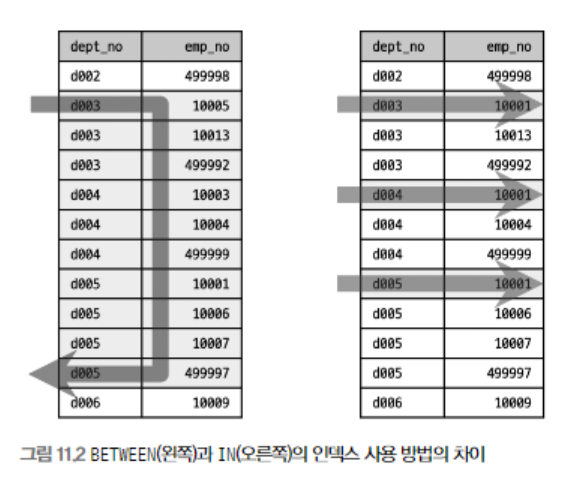 dept_no emp_no
d002 499998
d003 10005
d003 10013
d003 499992
d004 10003
d004 10004
d004 499999
d005 10001
d005 10006
d005 10007
d005 499997
d006 10009
dept_no emp_no
d002 499998
d003 10001
d003 10013
d003 499992
d004 10001
d004 10004
d004 499999
d005 10001
d005 10006
d005 10007
d005 499997
d006 10009
그림 11.2 BETWEEN(왼쪽)과 IN(오른쪽)의 인덱스 사용 방법의 차이